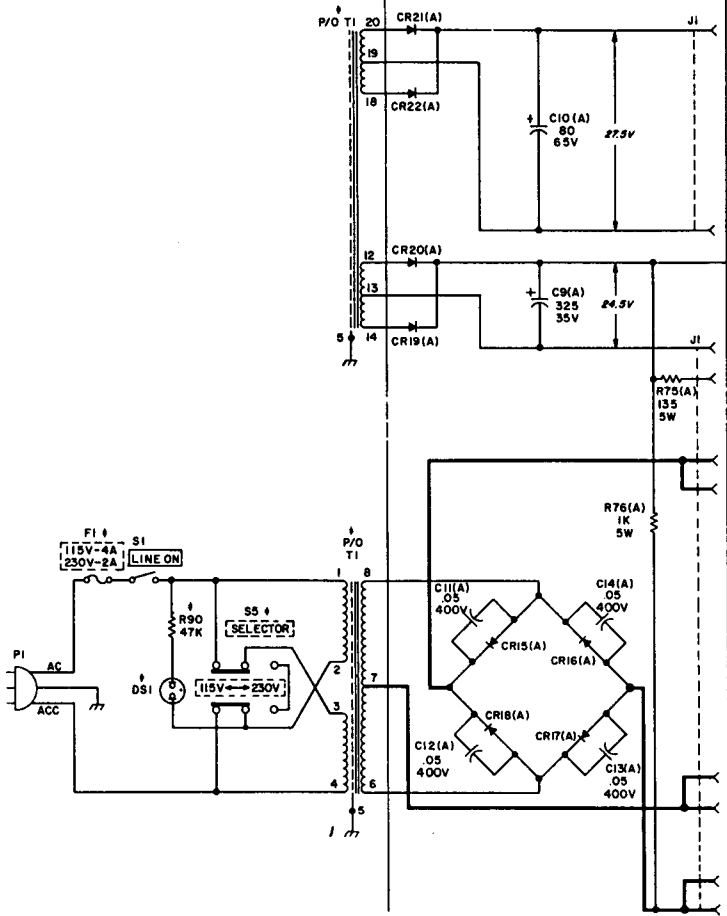 P/O T1
20
CR21(A)
J1
19
18
CR22(A)
+
C10(A)
80
65V
27.5V
12
CR20(A)
13
+
C9(A)
325
35V
24.5V
5
14
CR19(A)
J1
R75(A)
135
5W
R76(A)
1K
5W
F1
115V-4A
230V-2A
S1
LINE ON
P/O
T1
1
8
C11(A)
.05
400V
C14(A)
.05
400V
R90
47K
S5
SELECTOR
P1
AC
CR15(A)
CR16(A)
2
7
DS1
115V 230V
ACC
3
CR18(A)
CR17(A)
C12(A)
.05
400V
C13(A)
.05
400V
4
6
5